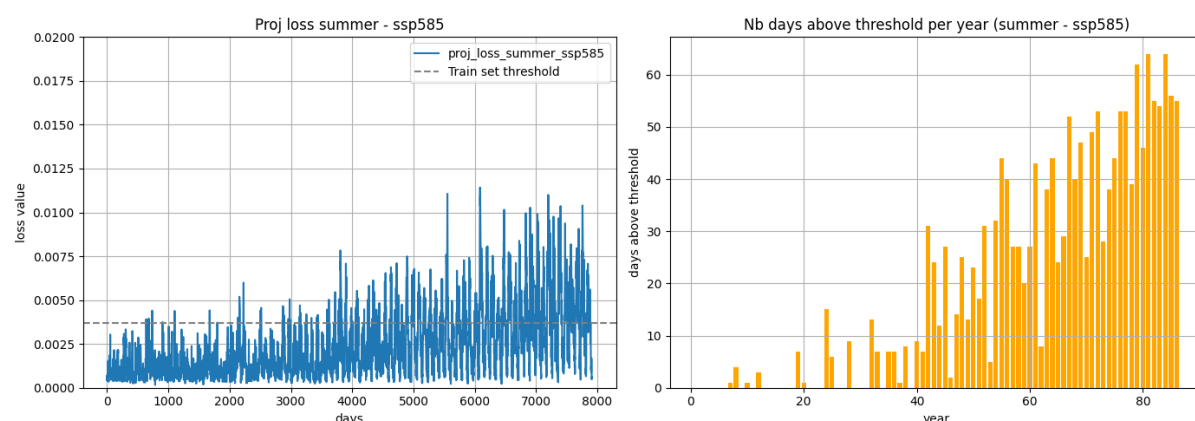 Proj loss summer - ssp585
0.0200
0.0175
0.0150
0.0125
0.0100
0.0075
0.0050
0.0025
0.0000
loss value
proj_loss_summer_ssp585
Train set threshold
0 1000 2000 3000 4000 5000 6000 7000 8000
days
Nb days above threshold per year (summer - ssp585)
60
50
40
30
20
10
0
days above threshold
0 20 40 60 80
year